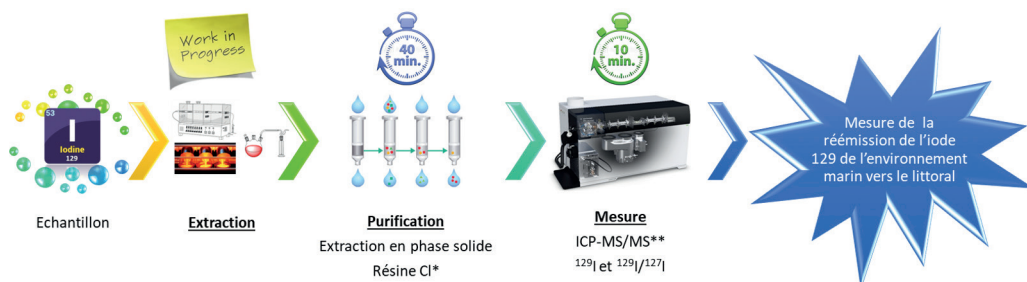 Work in
Progress
40
min.
10
min.
53
I
Iodine
129
Echantillon
Extraction
Purification
Extraction en phase solide
Résine Cl*
Mesure
ICP-MS/MS**
¹²⁹I et ¹²⁹I/¹²⁷I
Mesure de la
réémission de l’iode
129 de l’environnement
marin vers le littoral